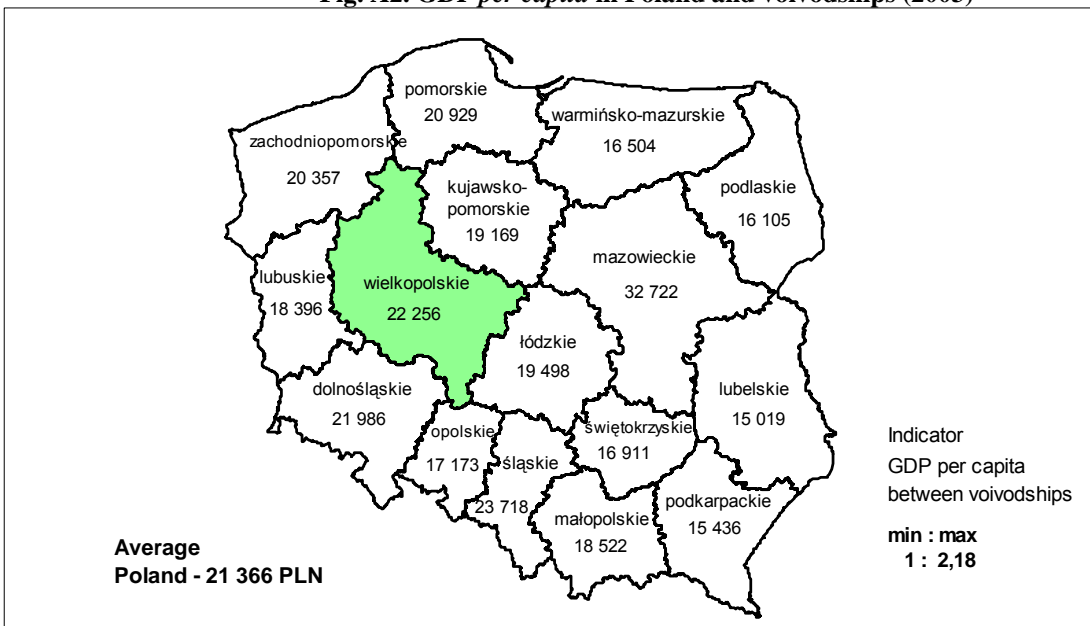 Fig. A2. GDP per capita in Poland and voivodships (2003)
pomorskie
20 929
warmińsko-mazurskie
16 504
zachodniopomorskie
20 357
kujawsko-
pomorskie
19 169
podlaskie
16 105
mazowieckie
32 722
lubuskie
18 396
wielkopolskie
22 256
łódzkie
19 498
dolnośląskie
21 986
lubelskie
15 019
opolskie
17 173
śląskie
23 718
świętokrzyskie
16 911
małopolskie
18 522
podkarpackie
15 436
Indicator
GDP per capita
between voivodships
min : max
1 : 2,18
Average
Poland - 21 366 PLN